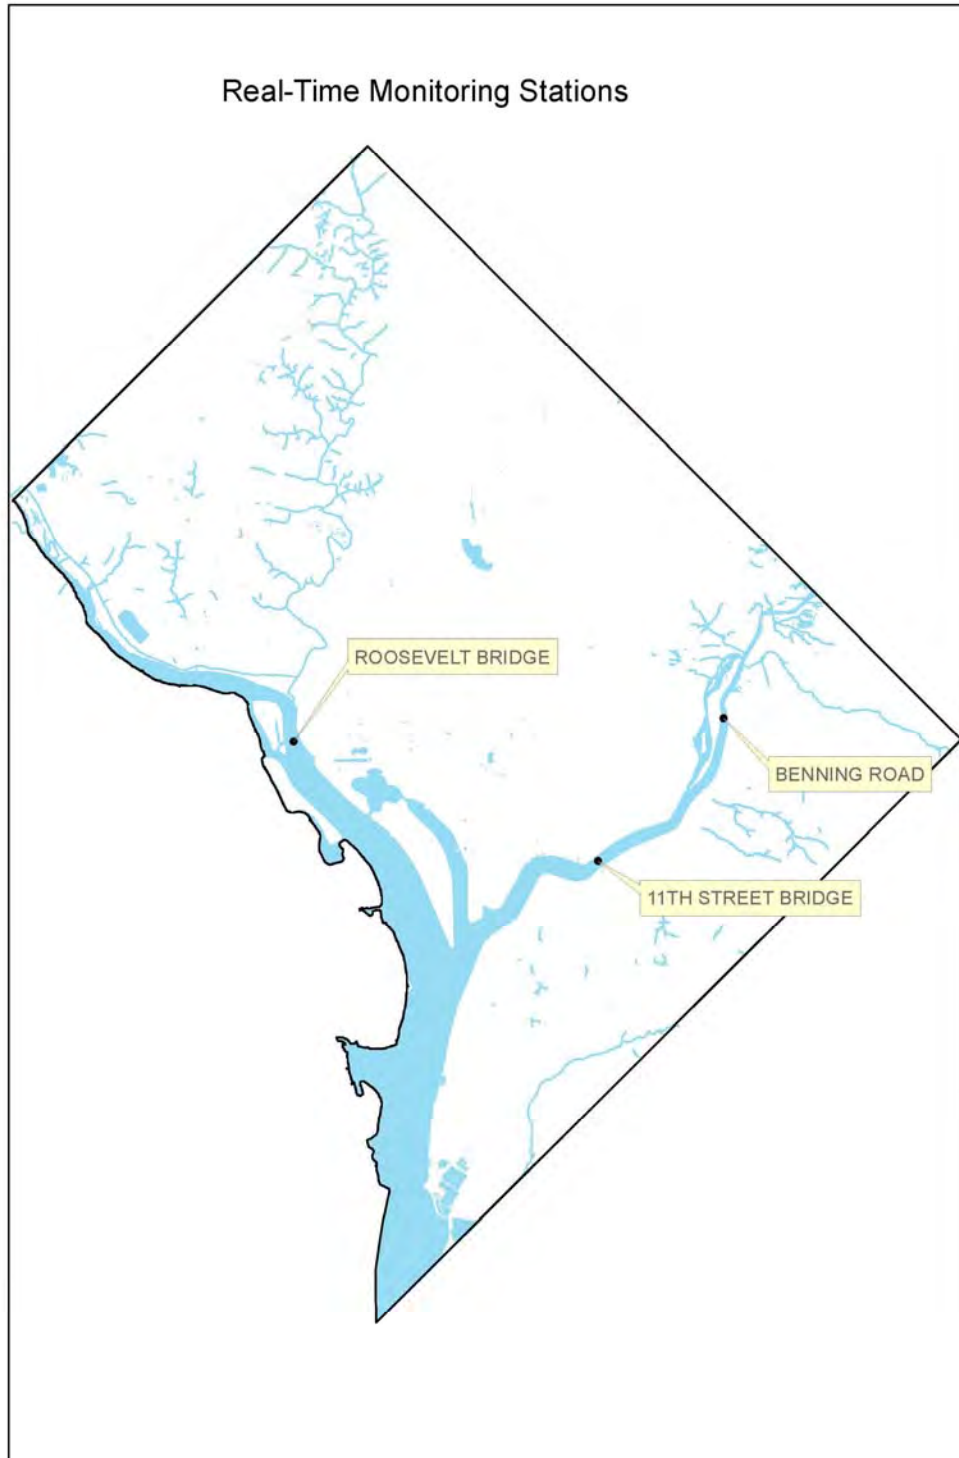 Real-Time Monitoring Stations
ROOSEVELT BRIDGE
BENNING ROAD
11TH STREET BRIDGE